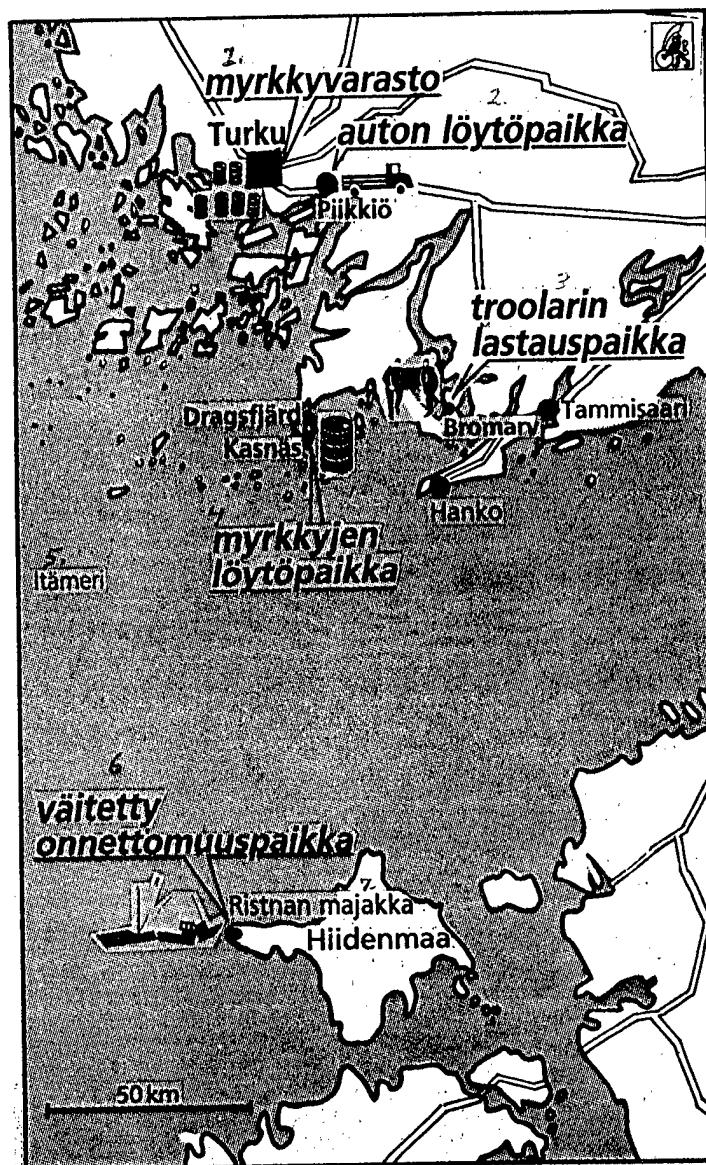 1.
myrkkyvarasto
2.
Turku
auton löytöpaikka
Piikkiö
3
troolarin
lastauspaikka
Dragsfjärd
Bromarv
Tammisaari
Kasnäs
Hanko
4
myrkkyjen
löytöpaikka
5.
Itämeri
6
väitetty
onnettomuuspaikka
7.
Ristnan majakka
Hiidenmaa
50 km